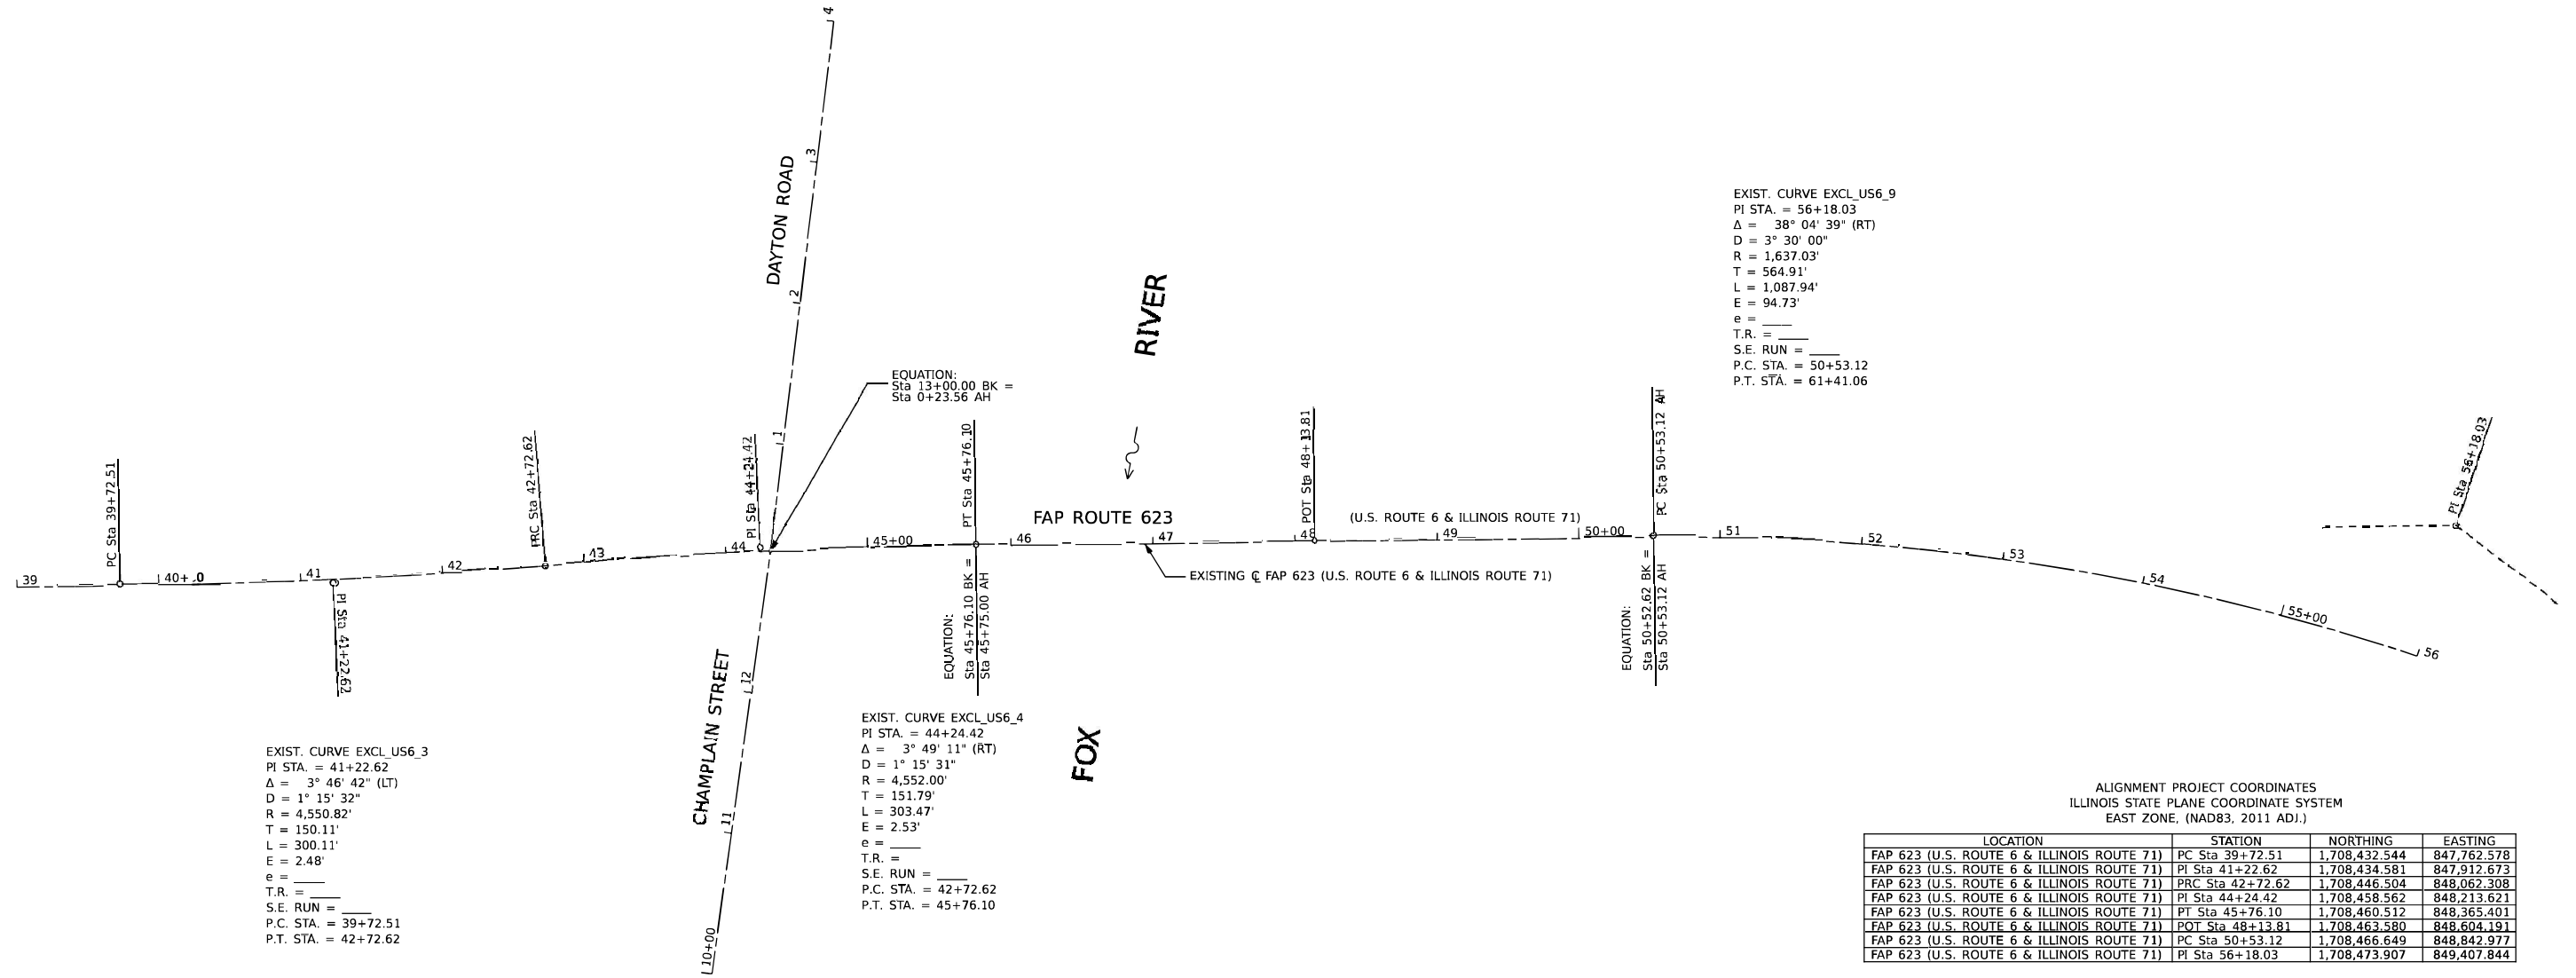 4
3
DAYTON ROAD
2
1
EXIST. CURVE EXCL_US6_9
PI STA. = 56+18.03
Δ = 38° 04' 39" (RT)
D = 3° 30' 00"
R = 1,637.03'
T = 564.91'
L = 1,087.94'
E = 94.73'
e = ____
T.R. = ____
S.E. RUN = ____
P.C. STA. = 50+53.12
P.T. STA. = 61+41.06
RIVER
EQUATION:
Sta 13+00.00 BK =
Sta 0+23.56 AH
PC Sta 39+72.51
PRC Sta 42+72.62
PI Sta 44+24.42
PT Sta 45+76.10
POT Sta 48+13.81
PC Sta 50+53.12 AH
PI Sta 56+18.03
FAP ROUTE 623
(U.S. ROUTE 6 & ILLINOIS ROUTE 71)
39
40+ .0
41
42
43
44
45+00
46
47
48
49
50+00
51
52
53
54
55+00
56
EXISTING ℄ FAP 623 (U.S. ROUTE 6 & ILLINOIS ROUTE 71)
PI Sta 41+22.62
EQUATION:
Sta 45+76.10 BK =
Sta 45+75.00 AH
EQUATION:
Sta 50+52.62 BK =
Sta 50+53.12 AH
12
CHAMPLAIN STREET
11
10+00
FOX
EXIST. CURVE EXCL_US6_3
PI STA. = 41+22.62
Δ = 3° 46' 42" (LT)
D = 1° 15' 32"
R = 4,550.82'
T = 150.11'
L = 300.11'
E = 2.48'
e = ____
T.R. = ____
S.E. RUN = ____
P.C. STA. = 39+72.51
P.T. STA. = 42+72.62
EXIST. CURVE EXCL_US6_4
PI STA. = 44+24.42
Δ = 3° 49' 11" (RT)
D = 1° 15' 31"
R = 4,552.00'
T = 151.79'
L = 303.47'
E = 2.53'
e = ____
T.R. =
S.E. RUN = ____
P.C. STA. = 42+72.62
P.T. STA. = 45+76.10
ALIGNMENT PROJECT COORDINATES
ILLINOIS STATE PLANE COORDINATE SYSTEM
EAST ZONE, (NAD83, 2011 ADJ.)
LOCATION STATION NORTHING EASTING
FAP 623 (U.S. ROUTE 6 & ILLINOIS ROUTE 71) PC Sta 39+72.51 1,708,432.544 847,762.578
FAP 623 (U.S. ROUTE 6 & ILLINOIS ROUTE 71) PI Sta 41+22.62 1,708,434.581 847,912.673
FAP 623 (U.S. ROUTE 6 & ILLINOIS ROUTE 71) PRC Sta 42+72.62 1,708,446.504 848,062.308
FAP 623 (U.S. ROUTE 6 & ILLINOIS ROUTE 71) PI Sta 44+24.42 1,708,458.562 848,213.621
FAP 623 (U.S. ROUTE 6 & ILLINOIS ROUTE 71) PT Sta 45+76.10 1,708,460.512 848,365.401
FAP 623 (U.S. ROUTE 6 & ILLINOIS ROUTE 71) POT Sta 48+13.81 1,708,463.580 848,604.191
FAP 623 (U.S. ROUTE 6 & ILLINOIS ROUTE 71) PC Sta 50+53.12 1,708,466.649 848,842.977
FAP 623 (U.S. ROUTE 6 & ILLINOIS ROUTE 71) PI Sta 56+18.03 1,708,473.907 849,407.844